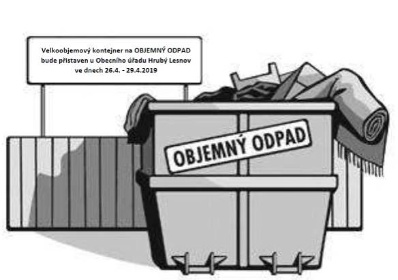 Velkoobjemový kontejner na OBJEMNÝ ODPAD
bude přistaven u Obecního úřadu Hrubý Lesnov
ve dnech 26.4. - 29.4.2019
OBJEMNÝ ODPAD